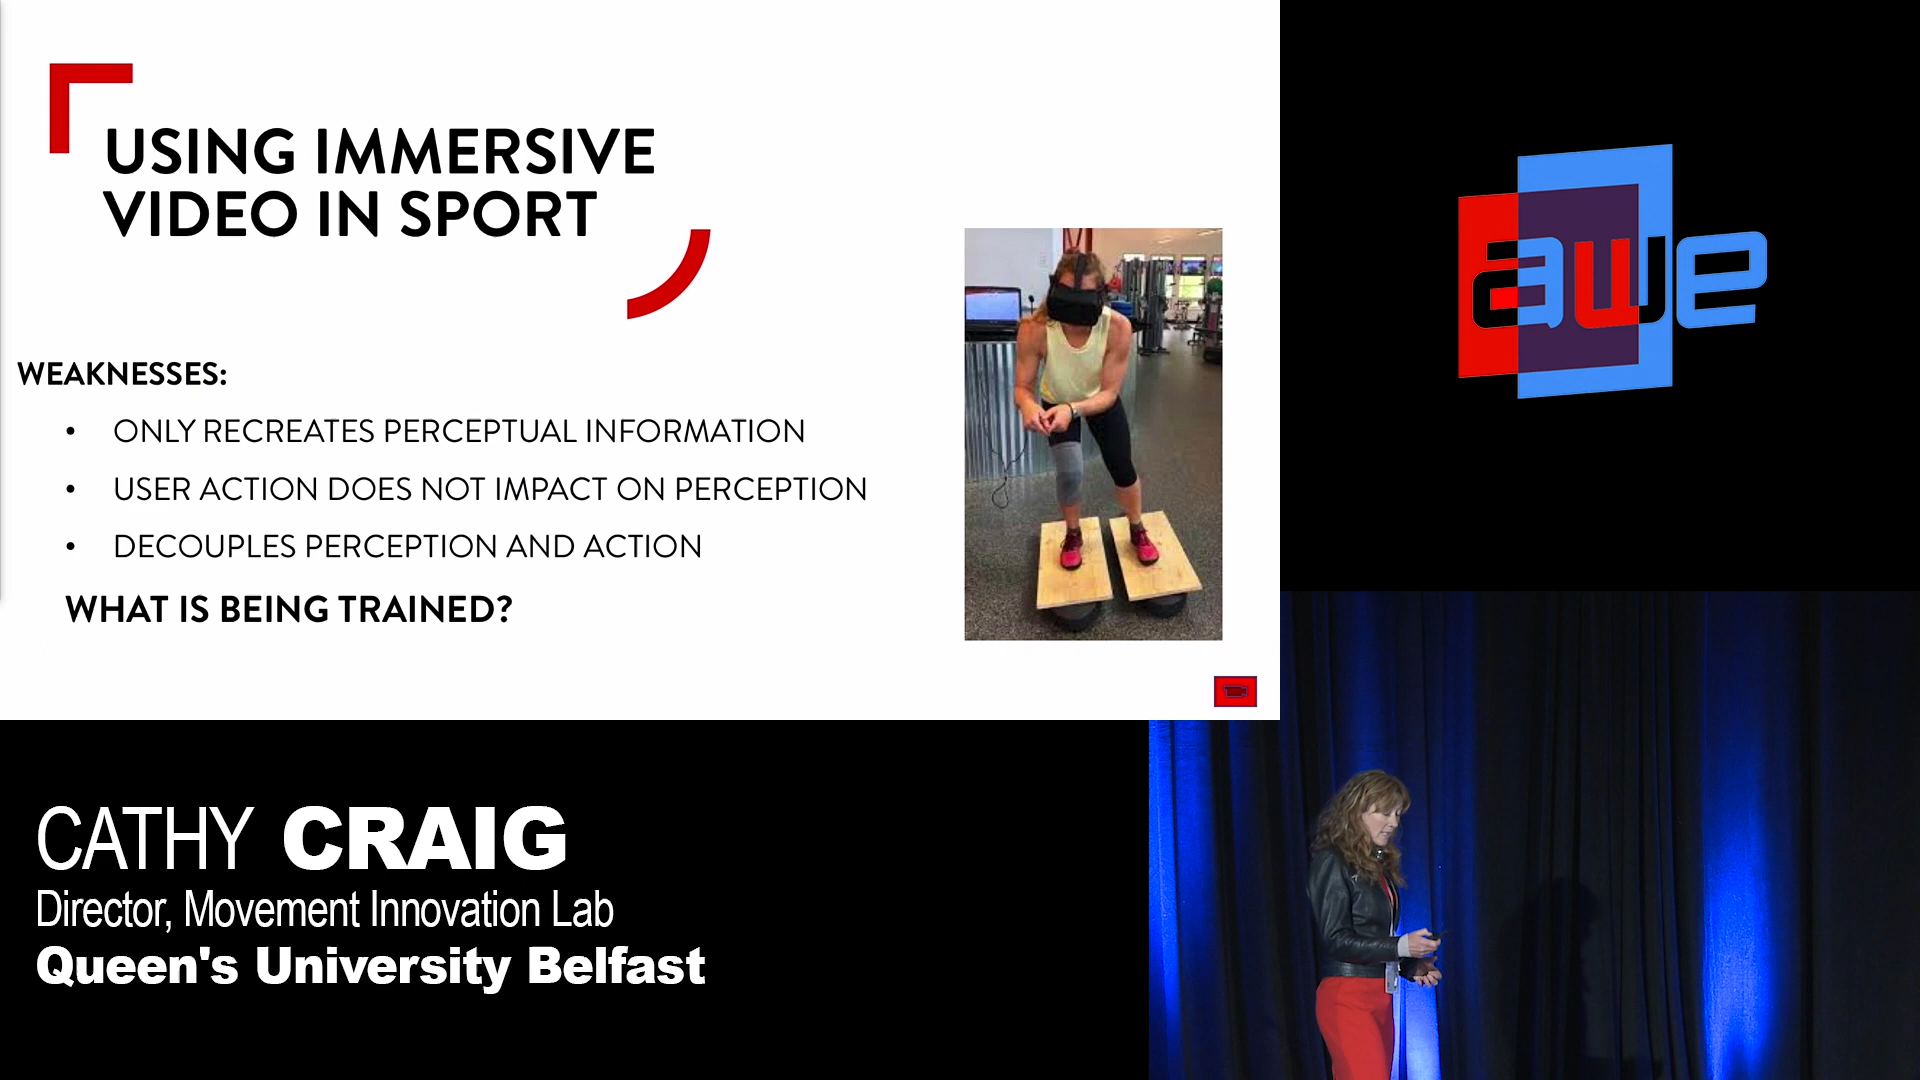 USING IMMERSIVE
VIDEO IN SPORT
WEAKNESSES:
• ONLY RECREATES PERCEPTUAL INFORMATION
• USER ACTION DOES NOT IMPACT ON PERCEPTION
• DECOUPLES PERCEPTION AND ACTION
WHAT IS BEING TRAINED?
awe
CATHY CRAIG
Director, Movement Innovation Lab
Queen's University Belfast